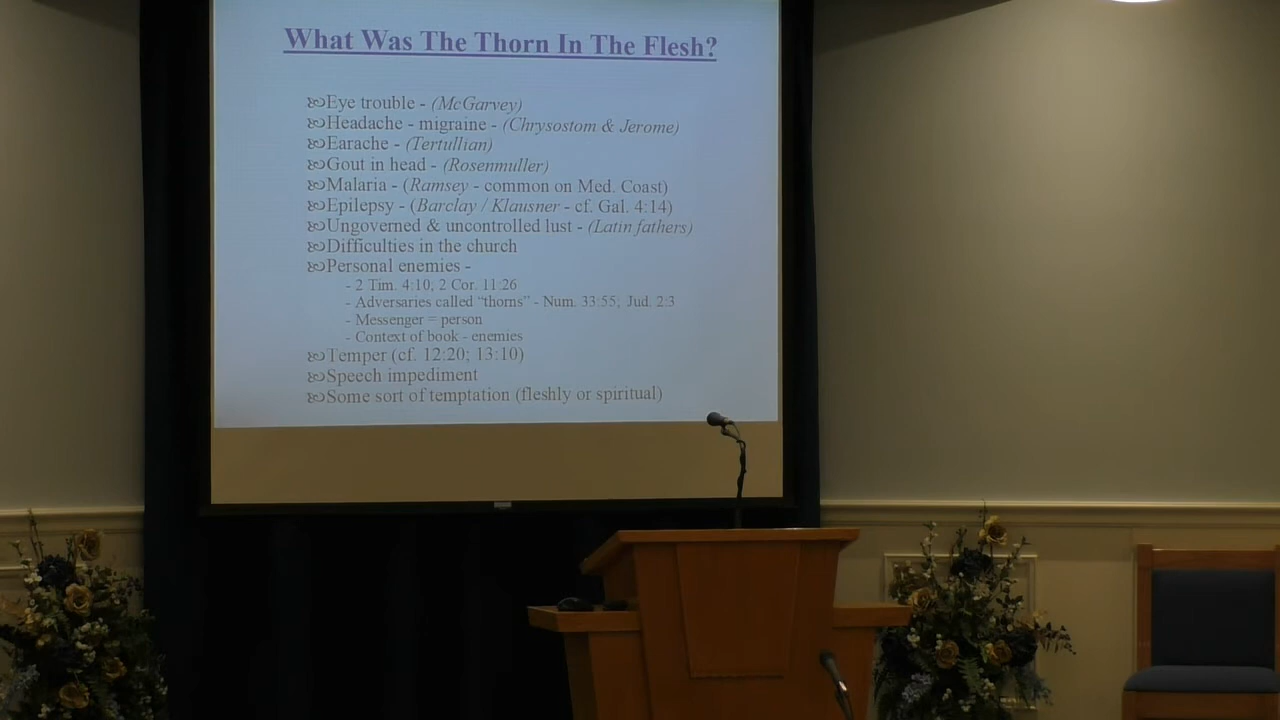 What Was The Thorn In The Flesh?
Eye trouble - (McGarvey)
Headache - migraine - (Chrysostom & Jerome)
Earache - (Tertullian)
Gout in head - (Rosenmuller)
Malaria - (Ramsey - common on Med. Coast)
Epilepsy - (Barclay / Klausner - cf. Gal. 4:14)
Ungoverned & uncontrolled lust - (Latin fathers)
Difficulties in the church
Personal enemies -
- 2 Tim. 4:10, 2 Cor. 11:26
- Adversaries called "thorns" - Num. 33:55; Jud. 2:3
- Messenger = person
- Context of book - enemies
Temper (cf. 12:20; 13:10)
Speech impediment
Some sort of temptation (fleshly or spiritual)